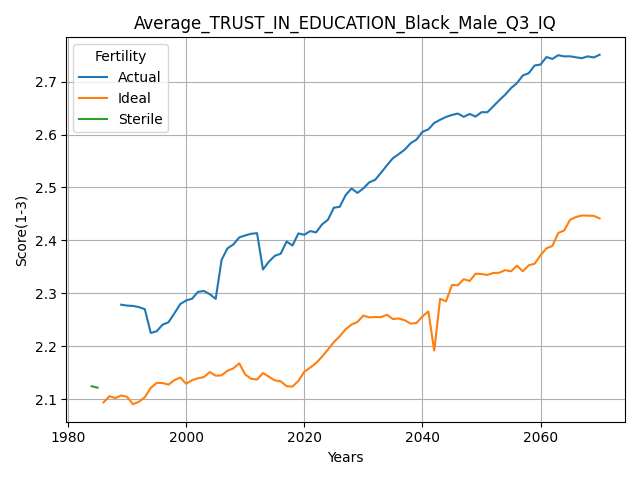 Average_TRUST_IN_EDUCATION_Black_Male_Q3_IQ
Fertility
Actual
Ideal
Sterile
Score(1-3)
2.7
2.6
2.5
2.4
2.3
2.2
2.1
1980 2000 2020 2040 2060
Years